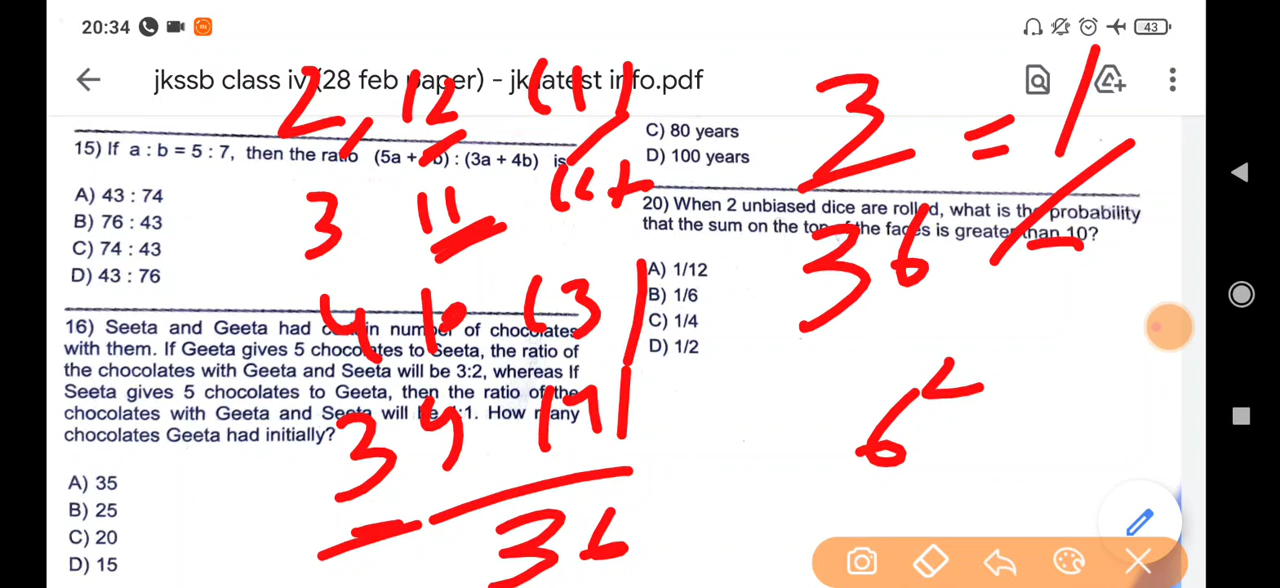 20:34
43
jkssb class iv (28 feb paper) - jk latest info.pdf
15) If a : b = 5 : 7, then the ratio (5a + b) : (3a + 4b) is
A) 43 : 74
B) 76 : 43
C) 74 : 43
D) 43 : 76
16) Seeta and Geeta had certain number of chocolates
with them. If Geeta gives 5 chocolates to Seeta, the ratio of
the chocolates with Geeta and Seeta will be 3:2, whereas If
Seeta gives 5 chocolates to Geeta, then the ratio of the
chocolates with Geeta and Seeta will be :1. How many
chocolates Geeta had initially?
A) 35
B) 25
C) 20
D) 15
C) 80 years
D) 100 years
20) When 2 unbiased dice are rolled, what is the probability
that the sum on the top of the faces is greater than 10?
A) 1/12
B) 1/6
C) 1/4
D) 1/2
2, 12
3 11
4 10
3 9
36
3 = 1
36
6